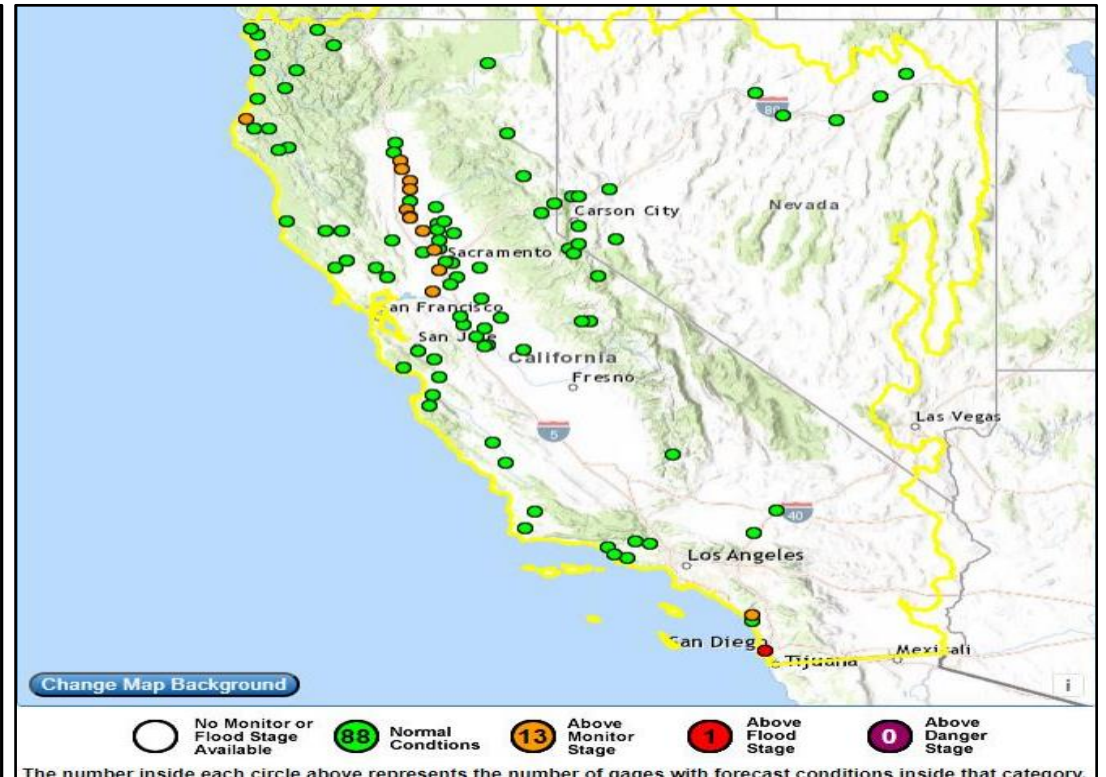 80
Carson City
Nevada
Sacramento
an Francisco
San Jose
California
Fresno
Las Vegas
5
40
Los Angeles
San Diego
Tijuana
Mexicali
Change Map Background
i
No Monitor or
Flood Stage
Available
88
Normal
Condtions
13
Above
Monitor
Stage
1
Above
Flood
Stage
0
Above
Danger
Stage
The number inside each circle above represents the number of gages with forecast conditions inside that category.